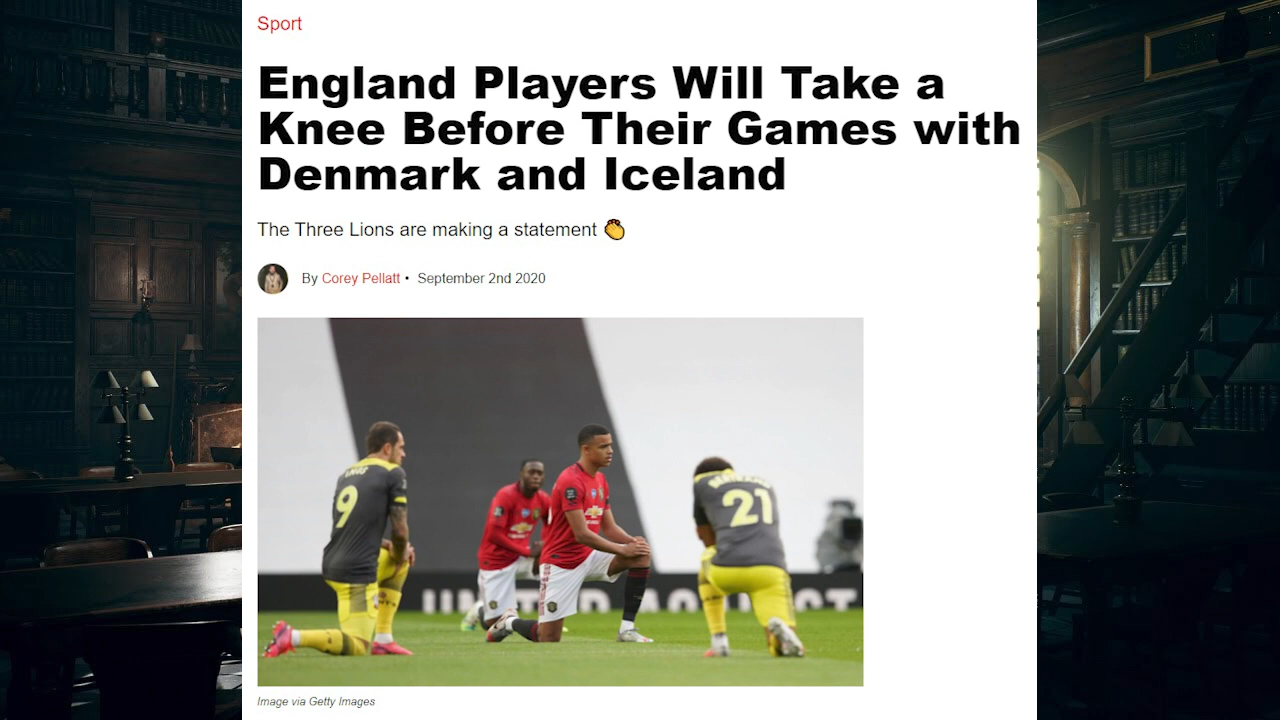 Sport
England Players Will Take a
Knee Before Their Games with
Denmark and Iceland
The Three Lions are making a statement 👏
By Corey Pellatt • September 2nd 2020
9
21
Image via Getty Images